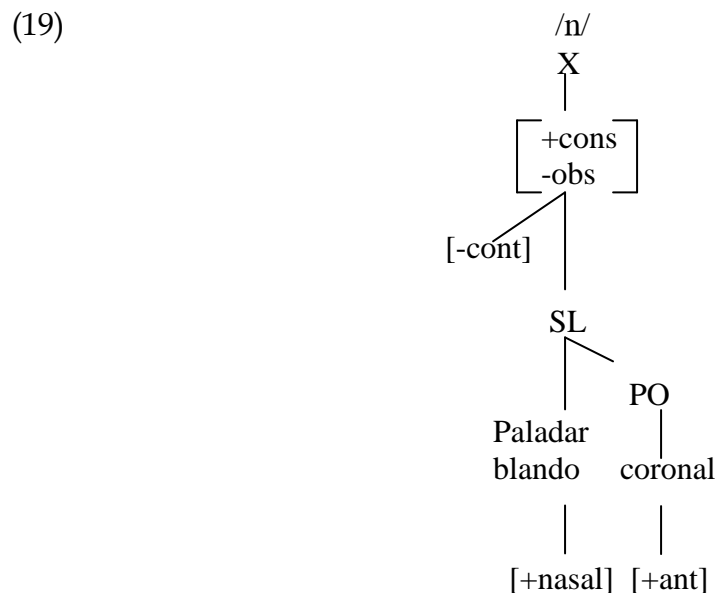 (19) /n/
X
+cons
-obs
[-cont]
SL
PO
Paladar
blando coronal
[+nasal] [+ant]